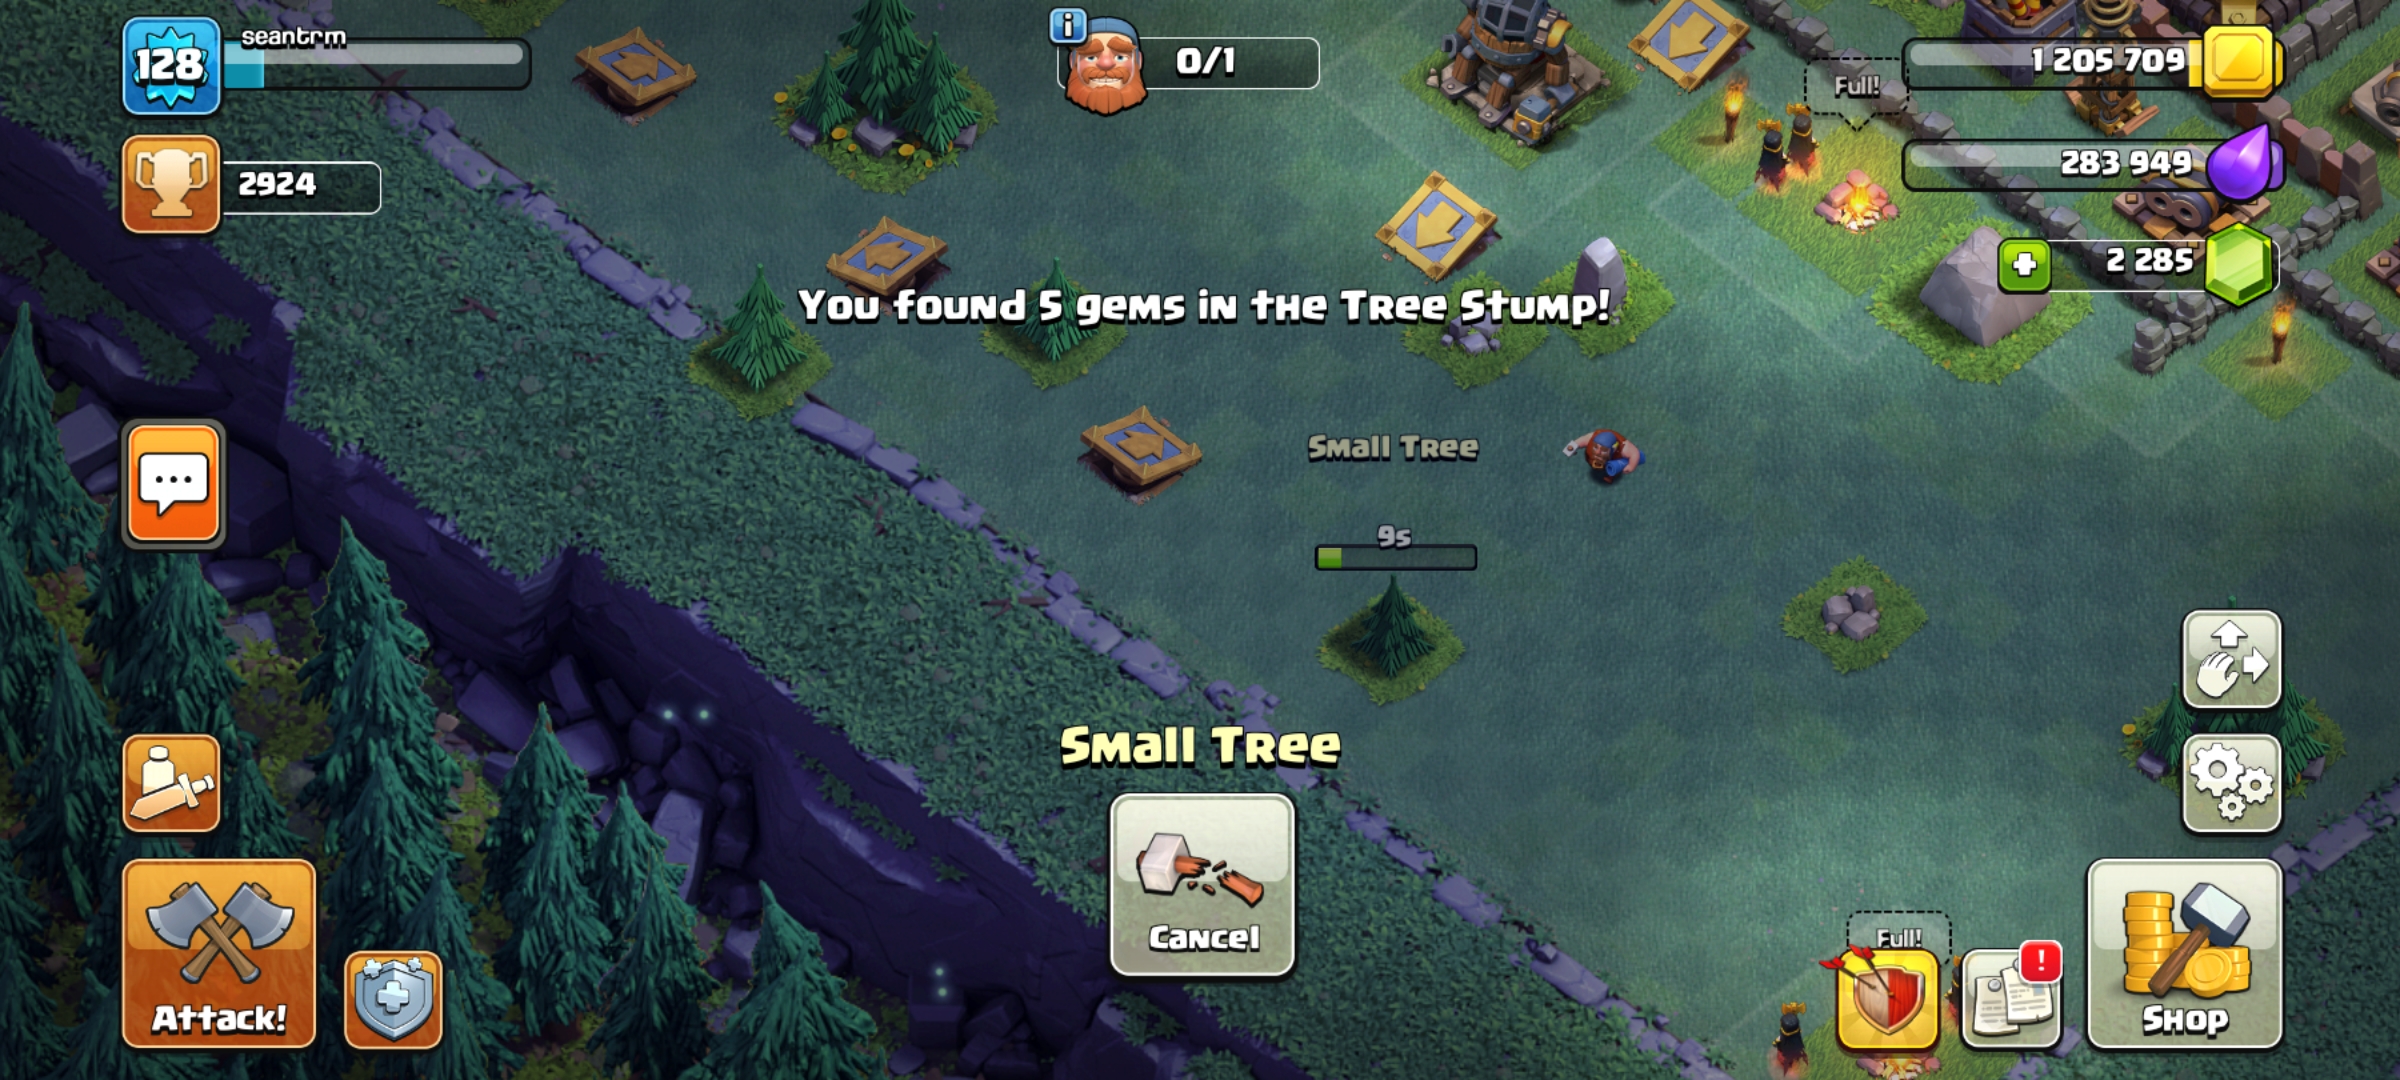 128
seantrm
0/1
1 205 709
Full!
2924
283 949
2 285
You found 5 gems in the Tree Stump!
Small Tree
9s
Small Tree
Cancel
Full!
Attack!
!
Shop